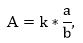 A = k * a/b,